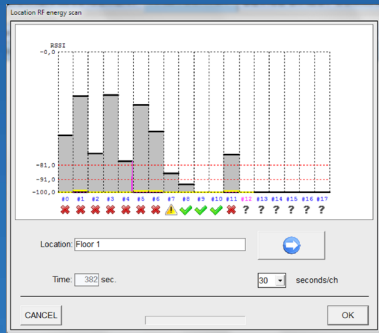 Location RF energy scan
RSSI
-0,0
-81,0
-91,0
-100,0
#0 #1 #2 #3 #4 #5 #6 #7 #8 #9 #10 #11 #12 #13 #14 #15 #16 #17
? ? ? ? ? ?
Location: Floor 1
Time: 382 sec.
30 seconds/ch
CANCEL
OK